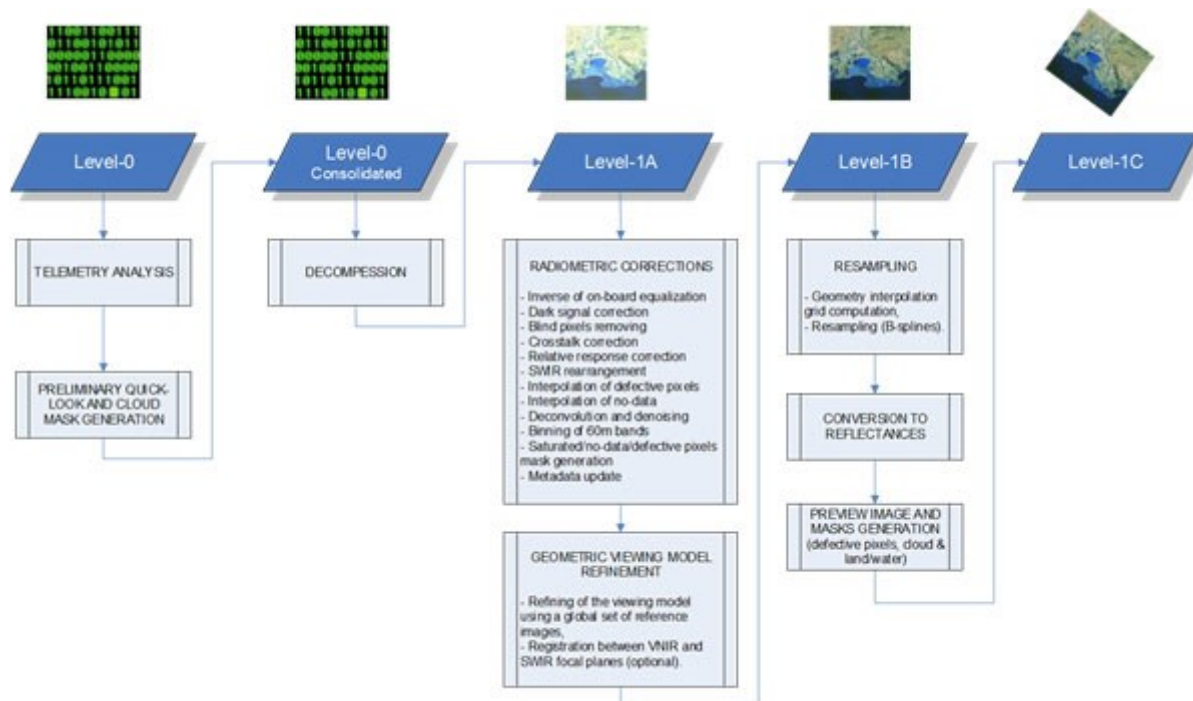 Level-0
Level-0
Consolidated
Level-1A
Level-1B
Level-1C
TELEMETRY ANALYSIS
PRELIMINARY QUICK-
LOOK AND CLOUD
MASK GENERATION
DECOMPESSION
RADIOMETRIC CORRECTIONS
- Inverse of on-board equalization
- Dark signal correction
- Blind pixels removing
- Crosstalk correction
- Relative response correction
- SWIR rearrangement
- Interpolation of defective pixels
- Interpolation of no-data
- Deconvolution and denoising
- Binning of 60m bands
- Saturated/no-data/defective pixels
mask generation
- Metadata update
GEOMETRIC VIEWING MODEL
REFINEMENT
- Refining of the viewing model
using a global set of reference
images,
- Registration between VNIR and
SWIR focal planes (optional).
RESAMPLING
- Geometry interpolation
grid computation,
- Resampling (B-splines).
CONVERSION TO
REFLECTANCES
PREVIEW IMAGE AND
MASKS GENERATION
(defective pixels, cloud &
land/water)